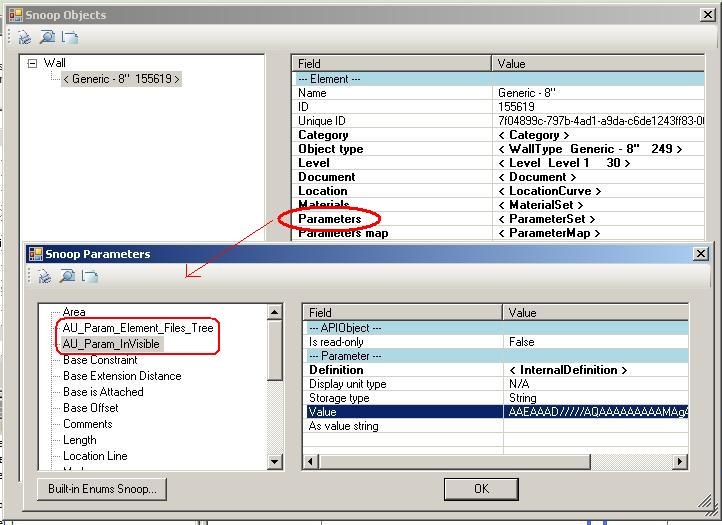 Snoop Objects
Wall
< Generic - 8" 155619 >
Field Value
--- Element ---
Name Generic - 8"
ID 155619
Unique ID 7f04899c-797b-4ad1-a9da-c6de1243ff83-0
Category < Category >
Object type < WallType Generic - 8" 249 >
Level < Level Level 1 30 >
Document < Document >
Location < LocationCurve >
Materials < MaterialSet >
Parameters < ParameterSet >
Parameters map < ParameterMap >
Snoop Parameters
Area
AU_Param_Element_Files_Tree
AU_Param_InVisible
Base Constraint
Base Extension Distance
Base is Attached
Base Offset
Comments
Length
Location Line
Field Value
--- APIObject ---
Is read-only False
--- Parameter ---
Definition < InternalDefinition >
Display unit type N/A
Storage type String
Value AAEAAAD/////AQAAAAAAAAAMAgA
As value string
Built-in Enums Snoop...
OK